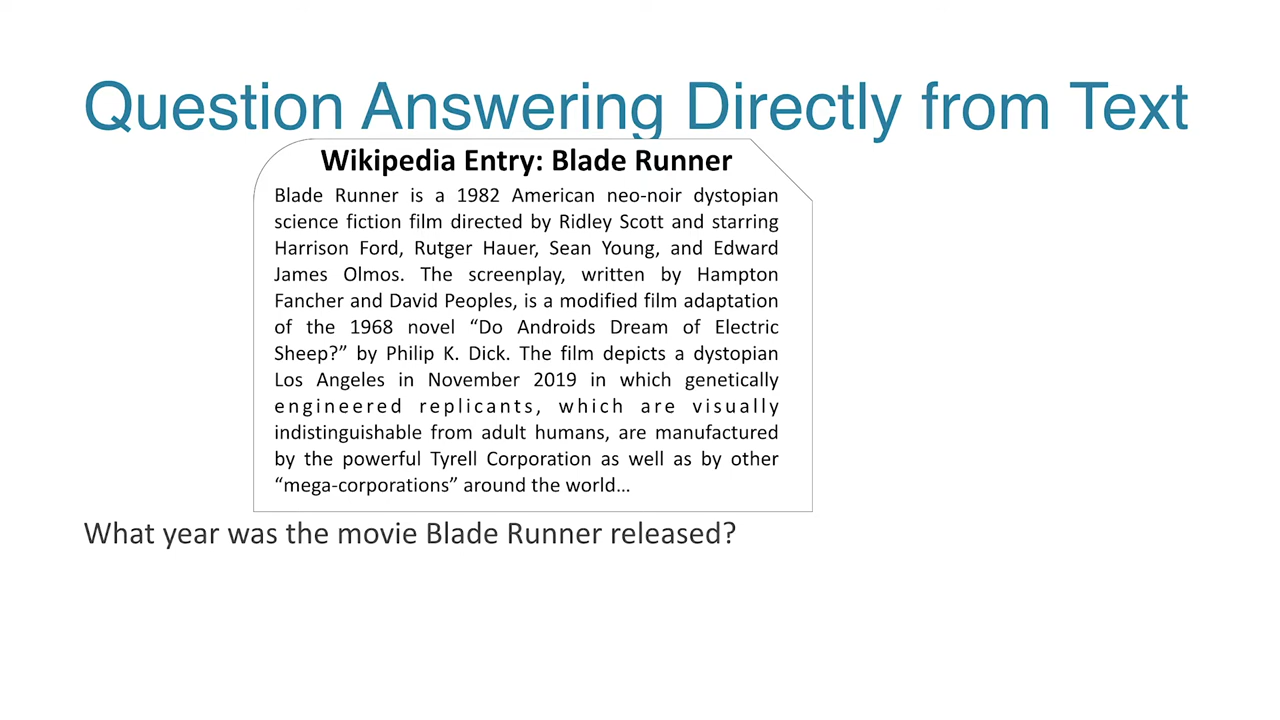 Question Answering Directly from Text
Wikipedia Entry: Blade Runner
Blade Runner is a 1982 American neo-noir dystopian
science fiction film directed by Ridley Scott and starring
Harrison Ford, Rutger Hauer, Sean Young, and Edward
James Olmos. The screenplay, written by Hampton
Fancher and David Peoples, is a modified film adaptation
of the 1968 novel “Do Androids Dream of Electric
Sheep?” by Philip K. Dick. The film depicts a dystopian
Los Angeles in November 2019 in which genetically
engineered replicants, which are visually
indistinguishable from adult humans, are manufactured
by the powerful Tyrell Corporation as well as by other
“mega-corporations” around the world…
What year was the movie Blade Runner released?